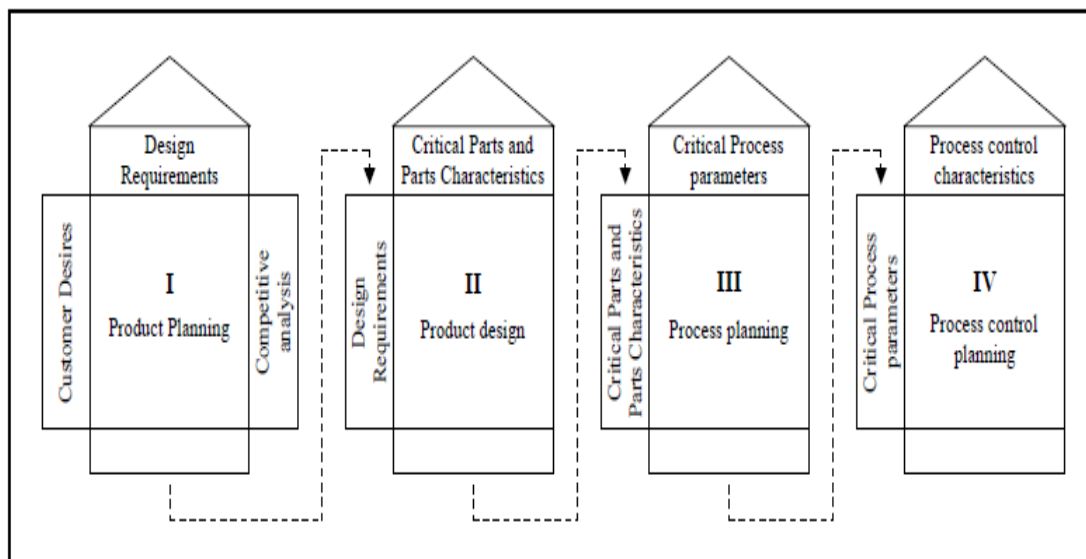 Design
Requirements
Customer Desires
I
Product Planning
Competitive
analysis
Critical Parts and
Parts Characteristics
Design
Requirements
II
Product design
Critical Process
parameters
Critical Parts and
Parts Characteristics
III
Process planning
Process control
characteristics
Critical Process
parameters
IV
Process control
planning